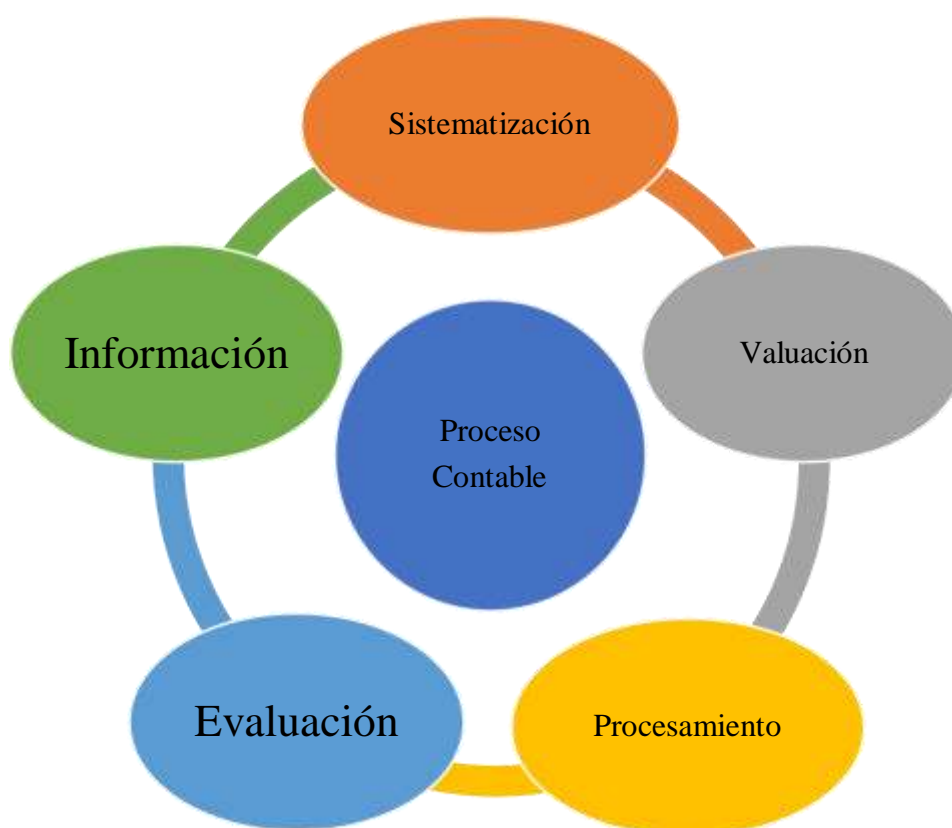 Sistematización
Información
Valuación
Proceso
Contable
Evaluación
Procesamiento